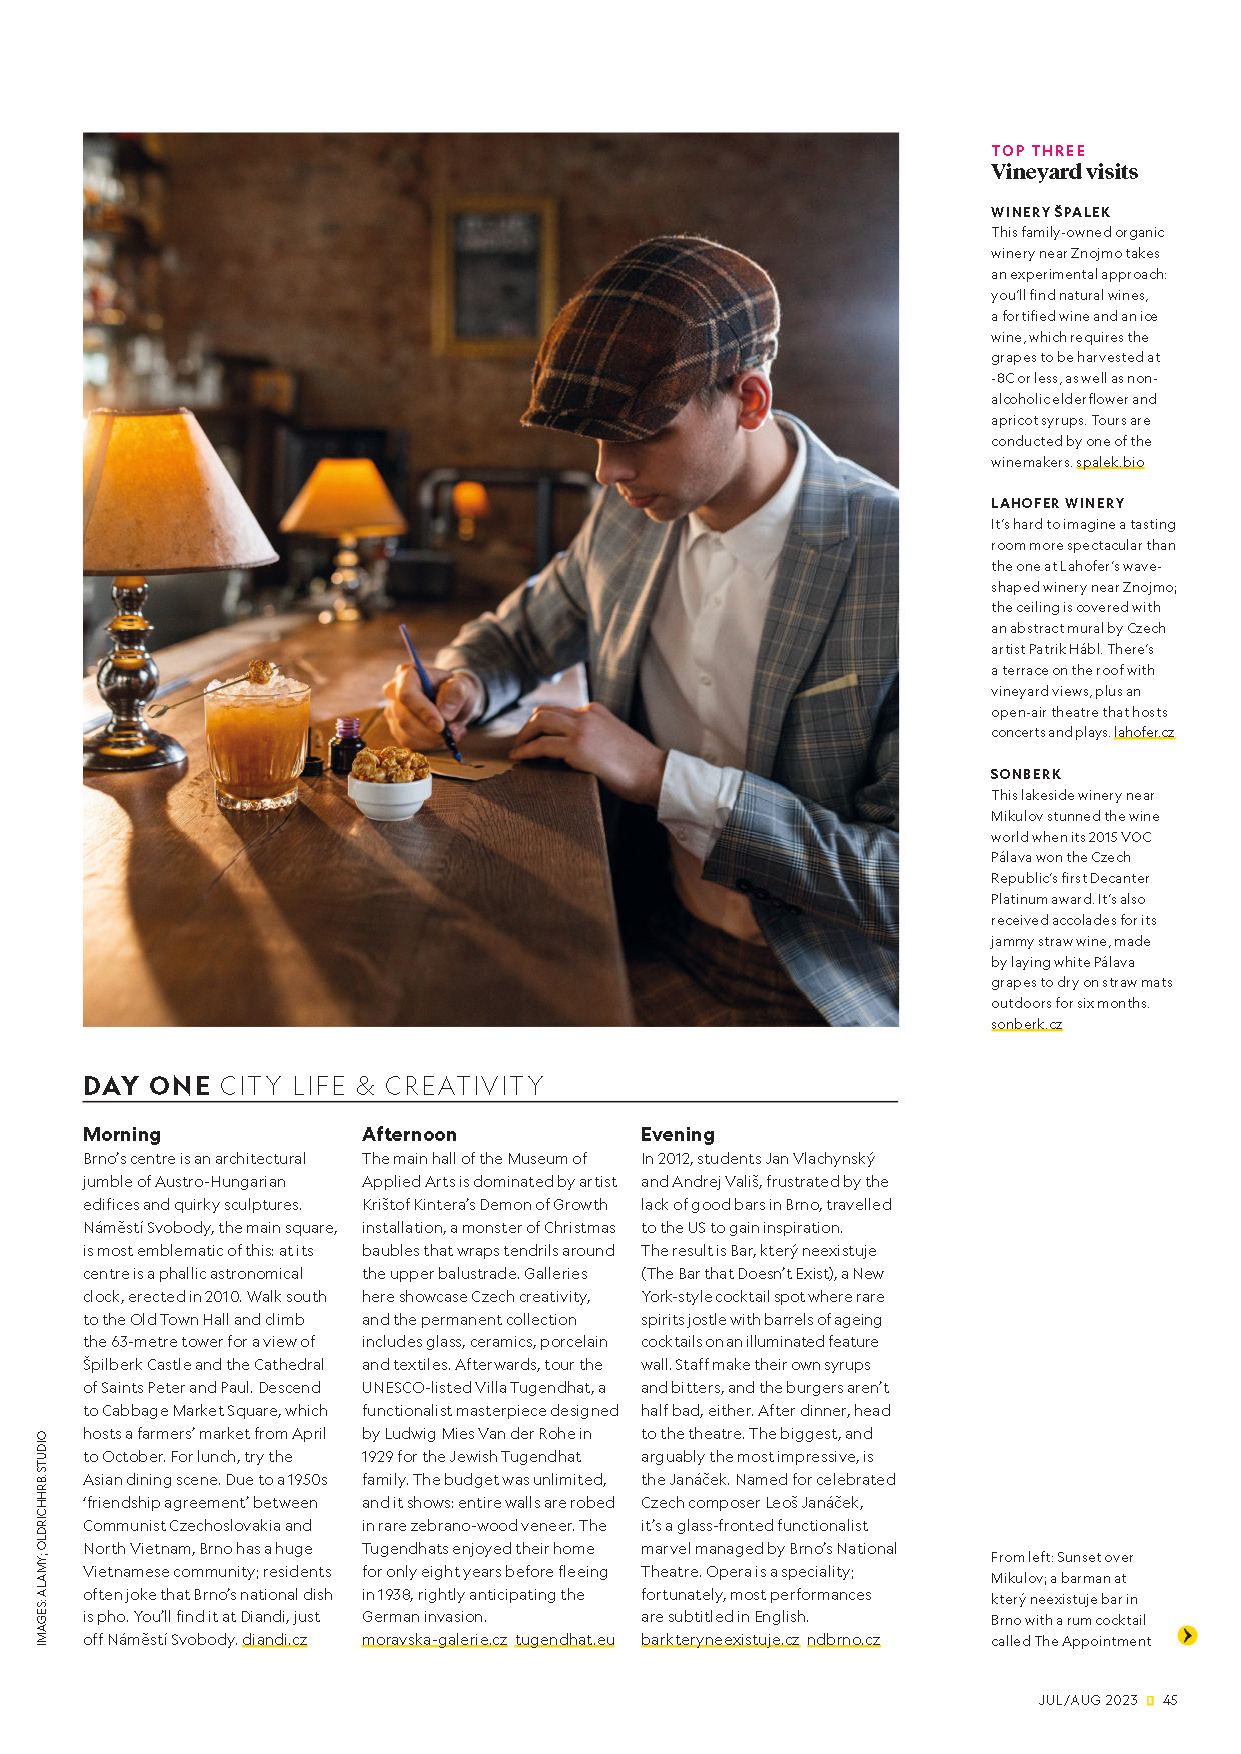 TOP THREE
Vineyard visits
WINERY ŠPALEK
This family-owned organic
winery near Znojmo takes
an experimental approach:
you'll find natural wines,
a fortified wine and an ice
wine, which requires the
grapes to be harvested at
-8C or less, as well as non-
alcoholic elderflower and
apricot syrups. Tours are
conducted by one of the
winemakers. spalek.bio
LAHOFER WINERY
It's hard to imagine a tasting
room more spectacular than
the one at Lahofer's wave-
shaped winery near Znojmo;
the ceiling is covered with
an abstract mural by Czech
artist Patrik Hábl. There's
a terrace on the roof with
vineyard views, plus an
open-air theatre that hosts
concerts and plays. lahofer.cz
SONBERK
This lakeside winery near
Mikulov stunned the wine
world when its 2015 VOC
Pálava won the Czech
Republic's first Decanter
Platinum award. It's also
received accolades for its
jammy straw wine, made
by laying white Pálava
grapes to dry on straw mats
outdoors for six months.
sonberk.cz
DAY ONE CITY LIFE & CREATIVITY
Morning
Brno's centre is an architectural
jumble of Austro-Hungarian
edifices and quirky sculptures.
Náměstí Svobody, the main square,
is most emblematic of this: at its
centre is a phallic astronomical
clock, erected in 2010. Walk south
to the Old Town Hall and climb
the 63-metre tower for a view of
Špilberk Castle and the Cathedral
of Saints Peter and Paul. Descend
to Cabbage Market Square, which
hosts a farmers' market from April
to October. For lunch, try the
Asian dining scene. Due to a 1950s
'friendship agreement' between
Communist Czechoslovakia and
North Vietnam, Brno has a huge
Vietnamese community; residents
often joke that Brno's national dish
is pho. You'll find it at Diandi, just
off Náměstí Svobody. diandi.cz
Afternoon
The main hall of the Museum of
Applied Arts is dominated by artist
Krištof Kintera's Demon of Growth
installation, a monster of Christmas
baubles that wraps tendrils around
the upper balustrade. Galleries
here showcase Czech creativity,
and the permanent collection
includes glass, ceramics, porcelain
and textiles. Afterwards, tour the
UNESCO-listed Villa Tugendhat, a
functionalist masterpiece designed
by Ludwig Mies Van der Rohe in
1929 for the Jewish Tugendhat
family. The budget was unlimited,
and it shows: entire walls are robed
in rare zebrano-wood veneer. The
Tugendhats enjoyed their home
for only eight years before fleeing
in 1938, rightly anticipating the
German invasion.
moravska-galerie.cz tugendhat.eu
Evening
In 2012, students Jan Vlachynský
and Andrej Vališ, frustrated by the
lack of good bars in Brno, travelled
to the US to gain inspiration.
The result is Bar, který neexistuje
(The Bar that Doesn't Exist), a New
York-style cocktail spot where rare
spirits jostle with barrels of ageing
cocktails on an illuminated feature
wall. Staff make their own syrups
and bitters, and the burgers aren't
half bad, either. After dinner, head
to the theatre. The biggest, and
arguably the most impressive, is
the Janáček. Named for celebrated
Czech composer Leoš Janáček,
it's a glass-fronted functionalist
marvel managed by Brno's National
Theatre. Opera is a speciality;
fortunately, most performances
are subtitled in English.
barkteryneexistuje.cz ndbrno.cz
From left: Sunset over
Mikulov; a barman at
který neexistuje bar in
Brno with a rum cocktail
called The Appointment
IMAGES: ALAMY; OLDRICHHRB.STUDIO
JUL/AUG 2023 45